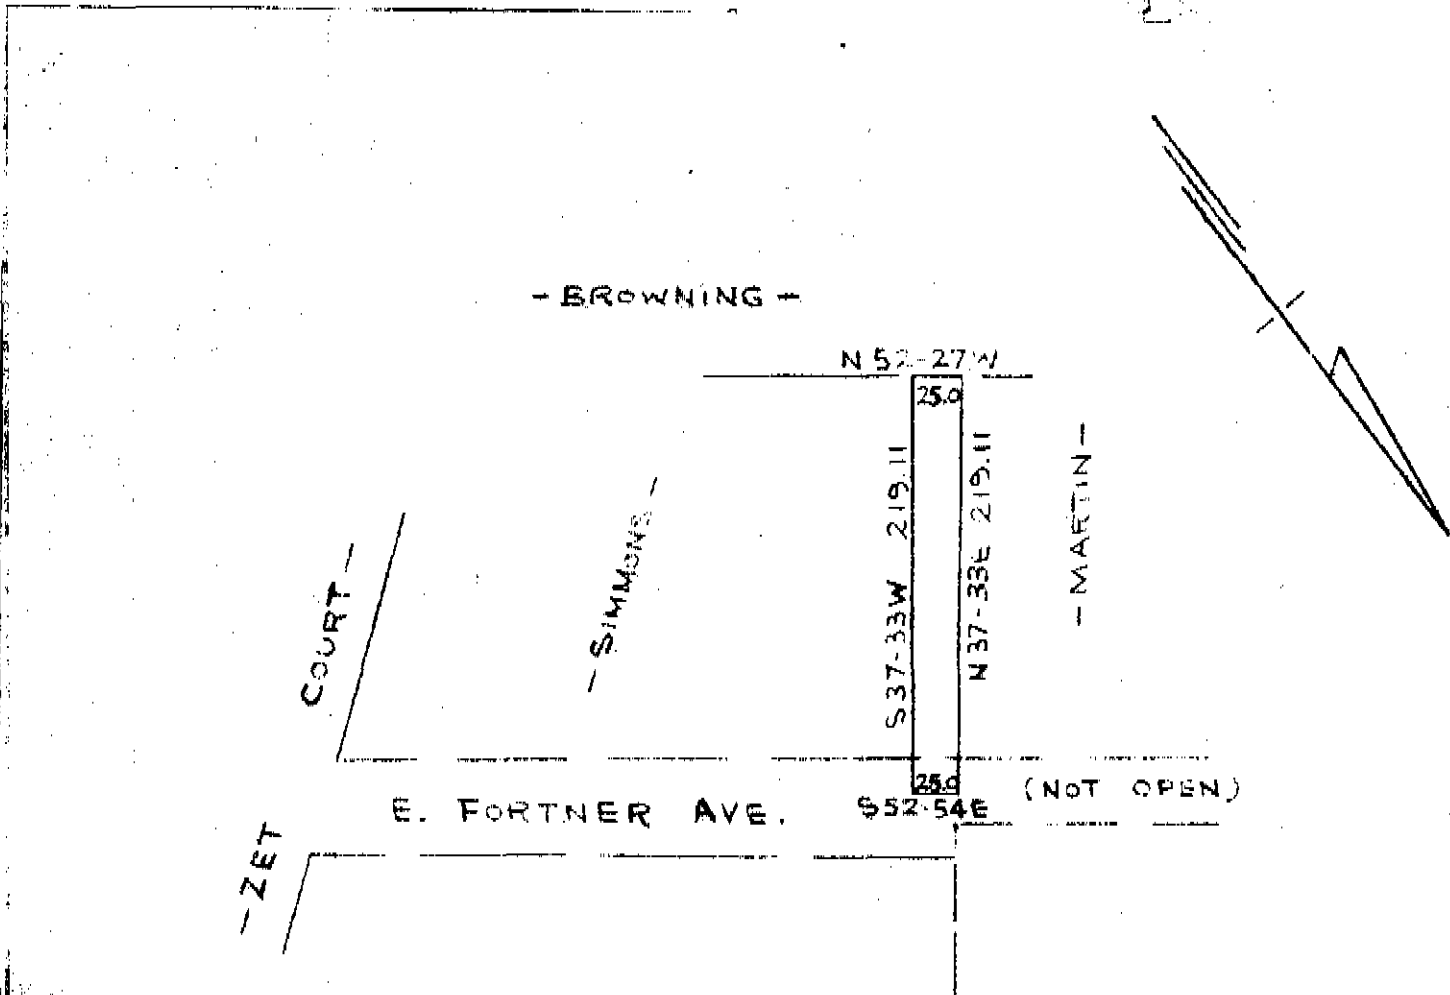 - BROWNING -
N 52-27 W
25.0
S 37-33 W 219.11
N 37-33 E 219.11
- MARTIN -
- SIMMONS -
COURT -
25.0
S 52-54 E
(NOT OPEN)
E. FORTNER AVE.
- ZET